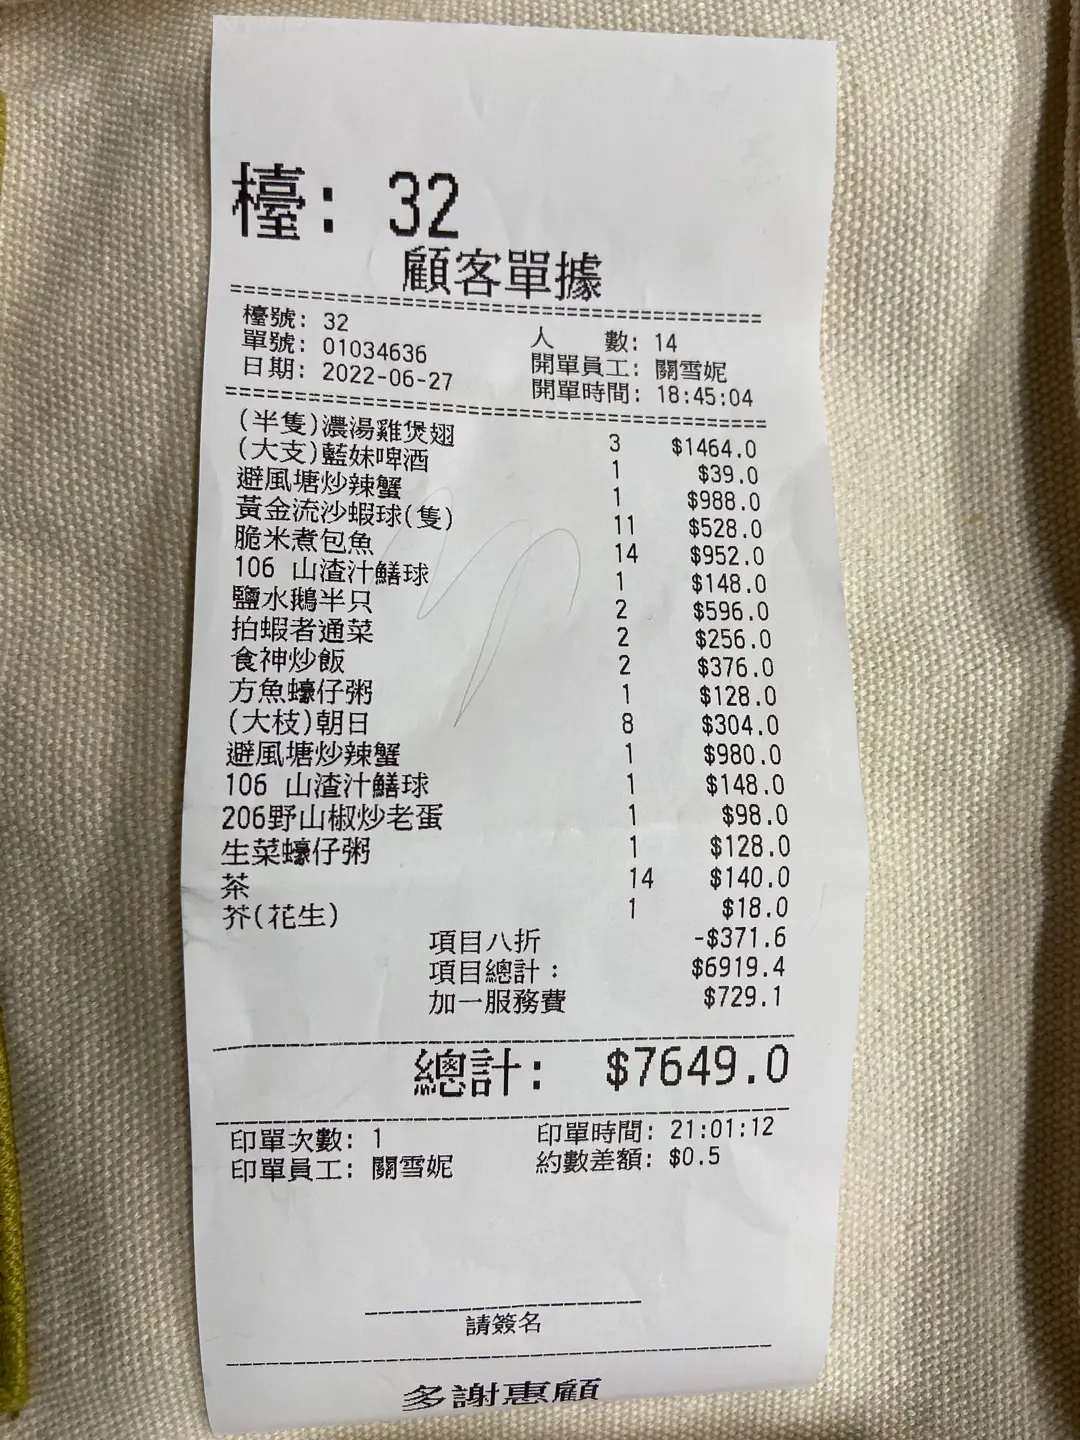 檯: 32
顧客單據
檯號: 32 人 數: 14
單號: 01034636 開單員工: 關雪妮
日期: 2022-06-27 開單時間: 18:45:04
(半隻)濃湯雞煲翅 3 $1464.0
(大支)藍妹啤酒 1 $39.0
避風塘炒辣蟹 1 $988.0
黃金流沙蝦球(隻) 11 $528.0
脆米煮包魚 14 $952.0
106 山渣汁鱔球 1 $148.0
鹽水鵝半只 2 $596.0
拍蝦者通菜 2 $256.0
食神炒飯 2 $376.0
方魚蠔仔粥 1 $128.0
(大枝)朝日 8 $304.0
避風塘炒辣蟹 1 $980.0
106 山渣汁鱔球 1 $148.0
206野山椒炒老蛋 1 $98.0
生菜蠔仔粥 1 $128.0
茶 14 $140.0
芥(花生) 1 $18.0
項目八折 -$371.6
項目總計: $6919.4
加一服務費 $729.1
總計: $7649.0
印單次數: 1 印單時間: 21:01:12
印單員工: 關雪妮 約數差額: $0.5
請簽名
多謝惠顧